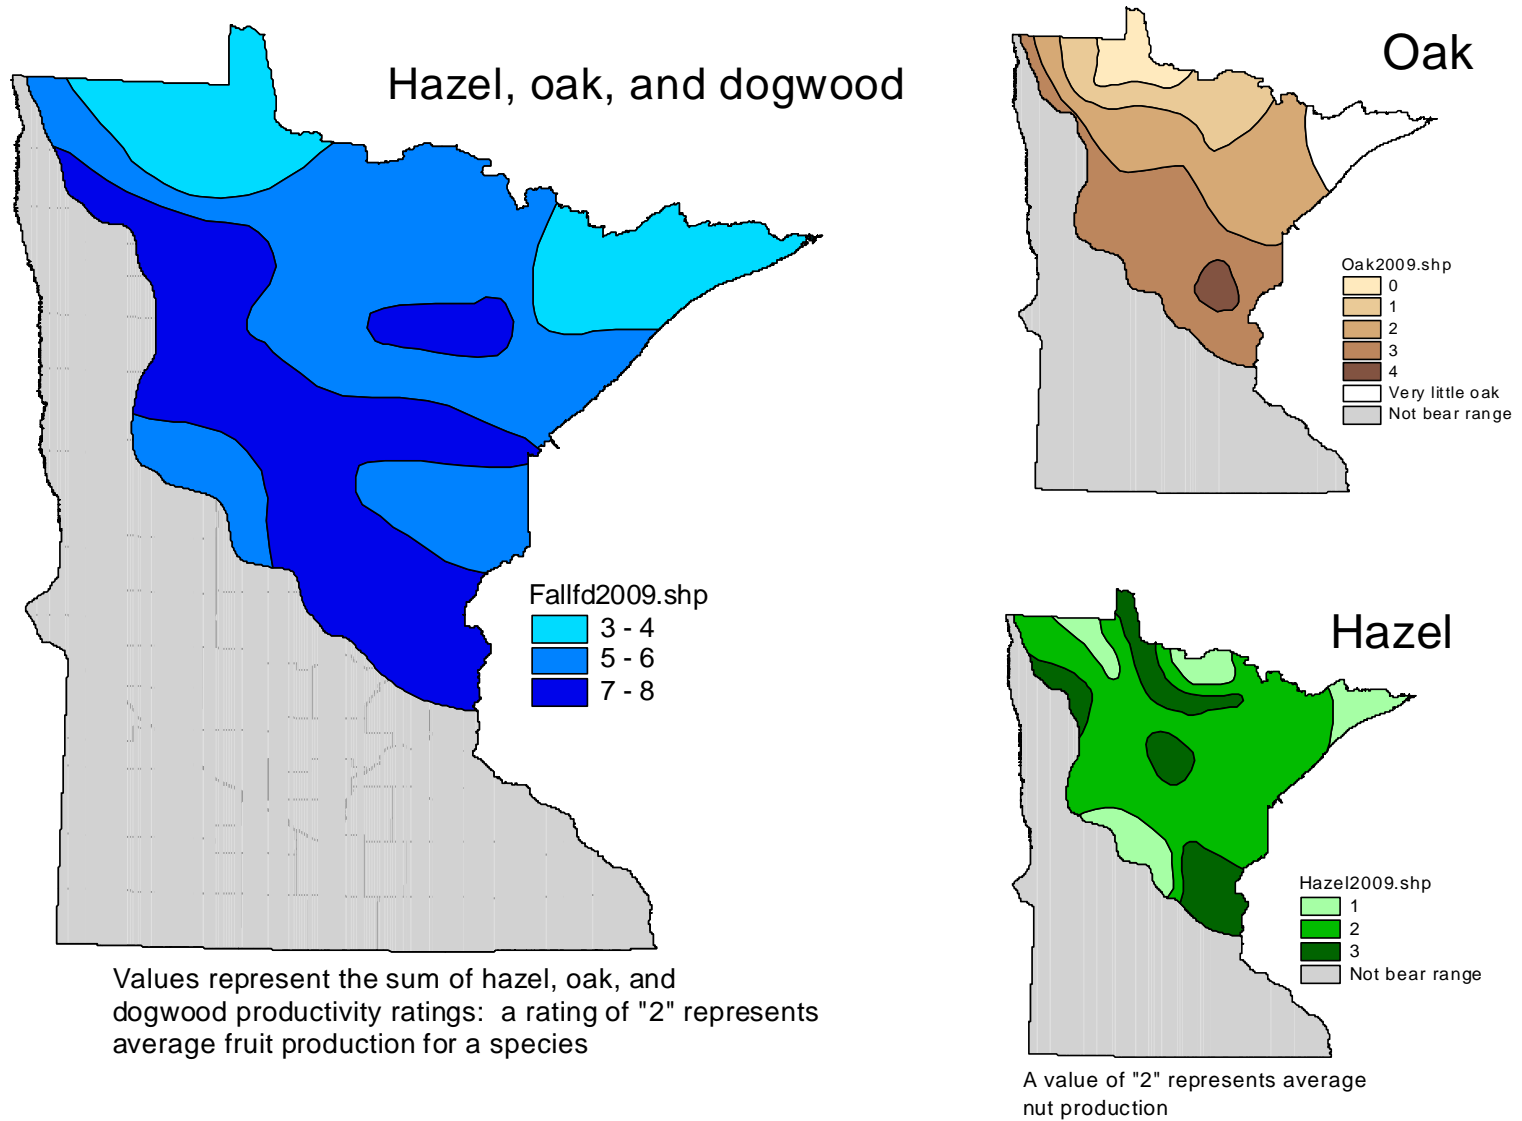 Hazel, oak, and dogwood
Fallfd2009.shp
3 - 4
5 - 6
7 - 8
Values represent the sum of hazel, oak, and
dogwood productivity ratings:  a rating of "2" represents
average fruit production for a species
Oak
Oak2009.shp
0
1
2
3
4
Very little oak
Not bear range
Hazel
Hazel2009.shp
1
2
3
Not bear range
A value of "2" represents average
nut production